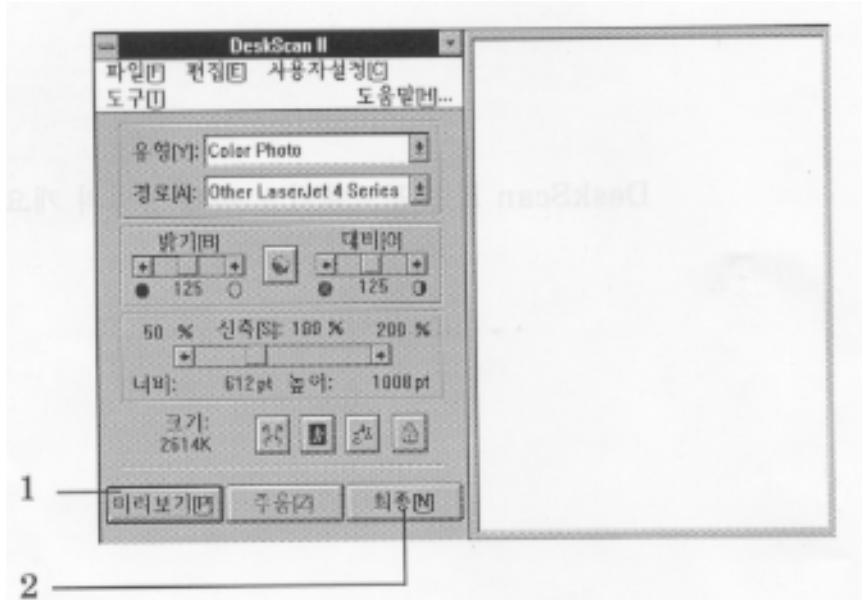 DeskScan II
파일[F] 편집[E] 사용자설정[C]
도구[T] 도움말[H]...
유형[Y]: Color Photo
경로[A]: Other LaserJet 4 Series
밝기[B] 대비[O]
125 125
50 % 신축[S]: 100 % 200 %
너비: 612 pt 높이: 1008 pt
크기:
2614K
1
미리보기[P] 주움[Z] 최종[N]
2
DeskScan